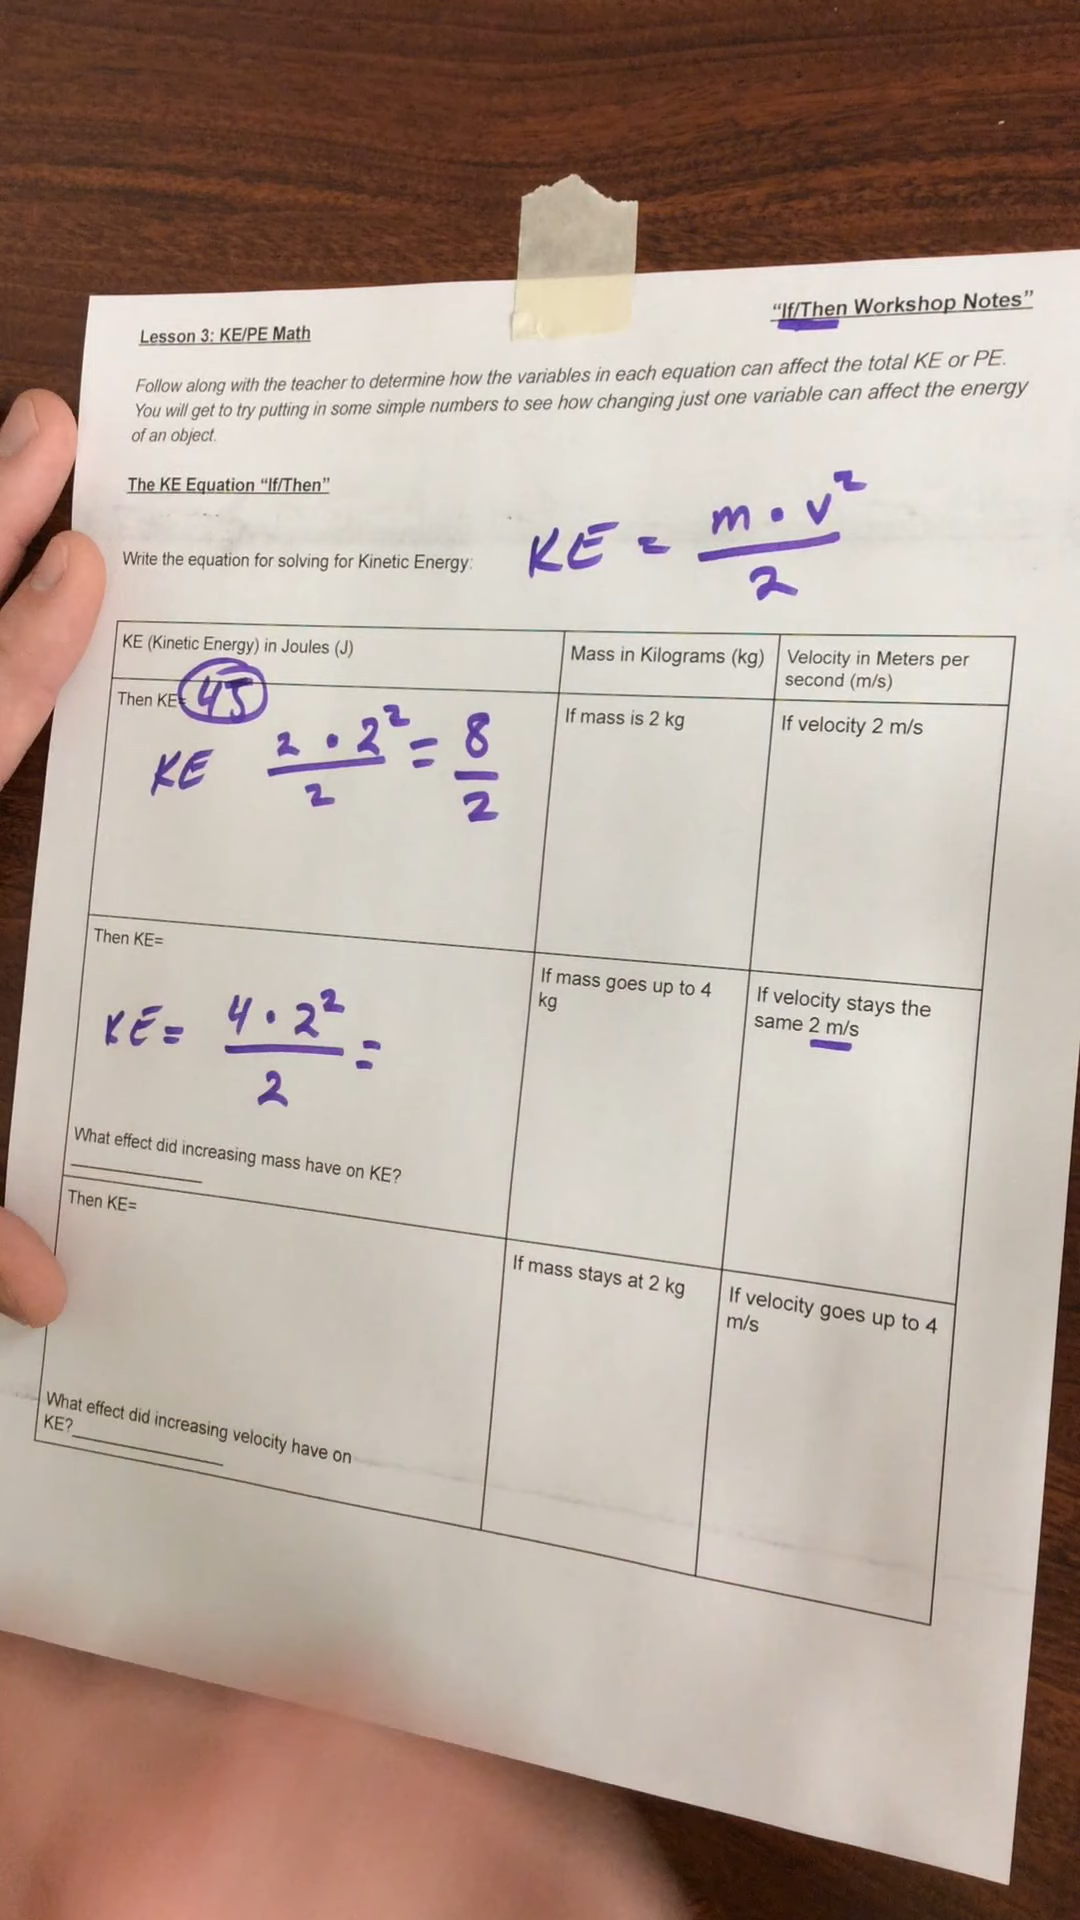 Lesson 3: KE/PE Math
"If/Then Workshop Notes"
Follow along with the teacher to determine how the variables in each equation can affect the total KE or PE.
You will get to try putting in some simple numbers to see how changing just one variable can affect the energy
of an object.
The KE Equation "If/Then"
Write the equation for solving for Kinetic Energy:
KE = m · v² / 2
KE (Kinetic Energy) in Joules (J)
Mass in Kilograms (kg)
Velocity in Meters per
second (m/s)
Then KE= 4J
KE 2 · 2² / 2 = 8 / 2
If mass is 2 kg
If velocity 2 m/s
Then KE=
KE = 4 · 2² / 2 =
What effect did increasing mass have on KE?
If mass goes up to 4
kg
If velocity stays the
same 2 m/s
Then KE=
What effect did increasing velocity have on
KE?
If mass stays at 2 kg
If velocity goes up to 4
m/s